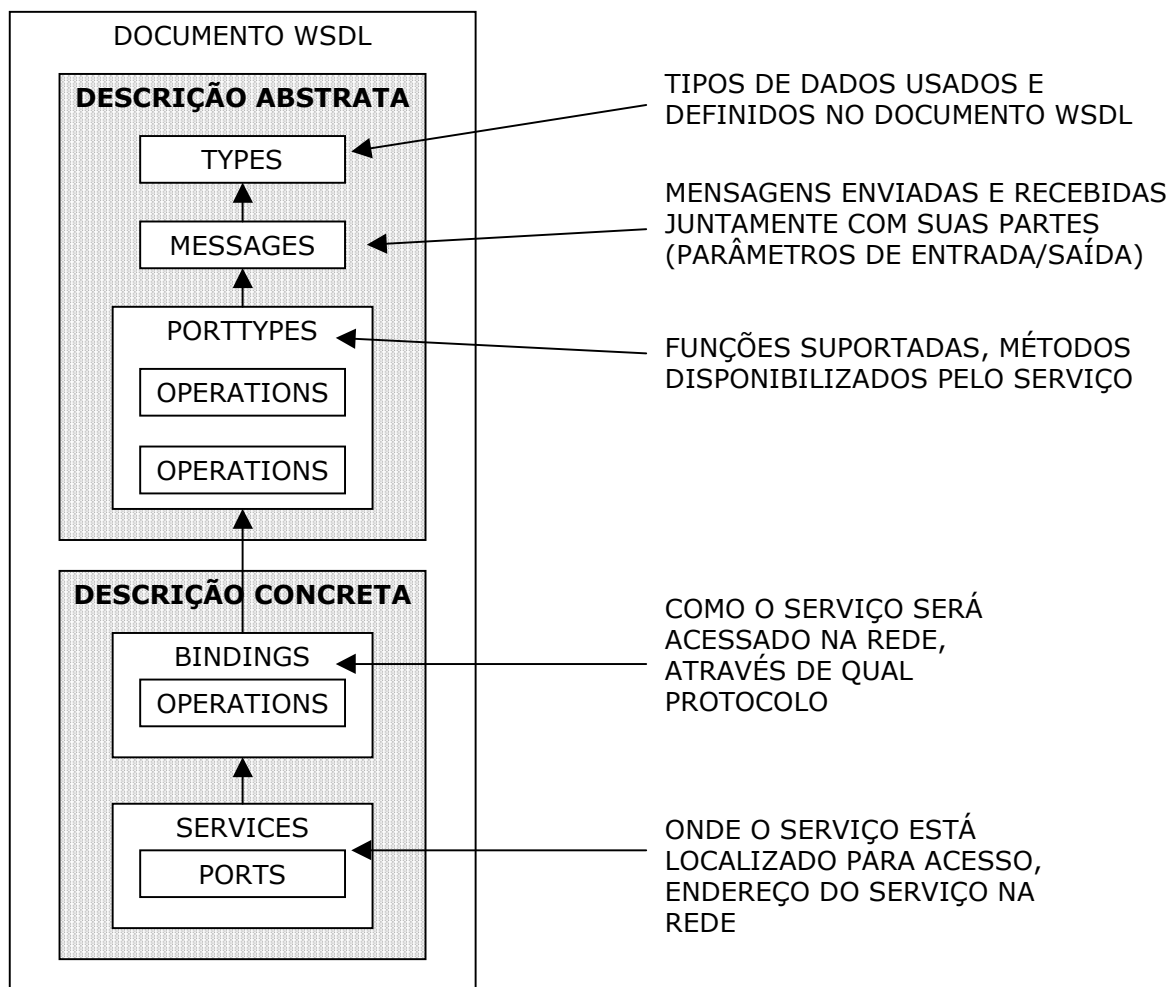 DOCUMENTO WSDL
DESCRIÇÃO ABSTRATA
TYPES
MESSAGES
PORTTYPES
OPERATIONS
OPERATIONS
DESCRIÇÃO CONCRETA
BINDINGS
OPERATIONS
SERVICES
PORTS
TIPOS DE DADOS USADOS E
DEFINIDOS NO DOCUMENTO WSDL
MENSAGENS ENVIADAS E RECEBIDAS
JUNTAMENTE COM SUAS PARTES
(PARÂMETROS DE ENTRADA/SAÍDA)
FUNÇÕES SUPORTADAS, MÉTODOS
DISPONIBILIZADOS PELO SERVIÇO
COMO O SERVIÇO SERÁ
ACESSADO NA REDE,
ATRAVÉS DE QUAL
PROTOCOLO
ONDE O SERVIÇO ESTÁ
LOCALIZADO PARA ACESSO,
ENDEREÇO DO SERVIÇO NA
REDE